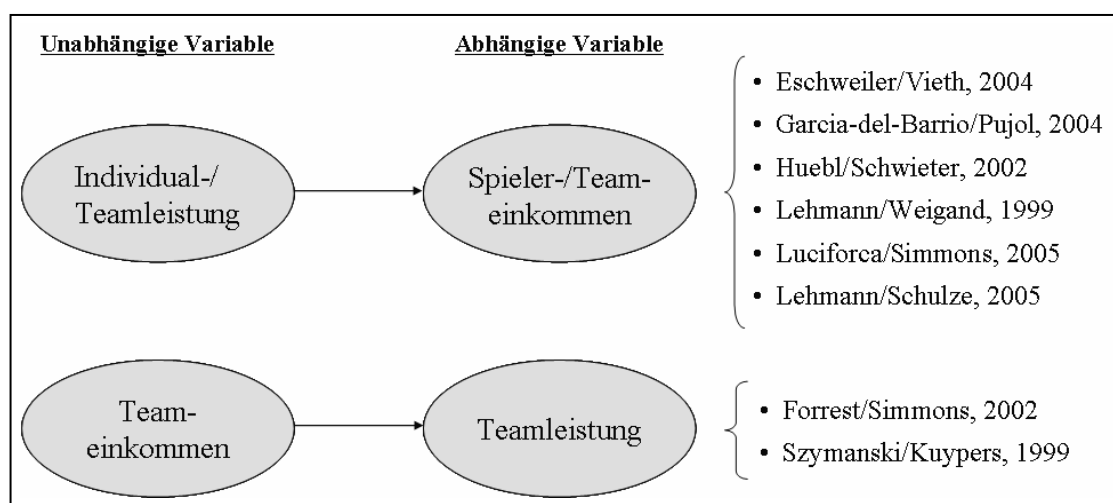 Unabhängige Variable
Abhängige Variable
Individual-/
Teamleistung
Spieler-/Team-
einkommen
• Eschweiler/Vieth, 2004
• Garcia-del-Barrio/Pujol, 2004
• Huebl/Schwieter, 2002
• Lehmann/Weigand, 1999
• Luciforca/Simmons, 2005
• Lehmann/Schulze, 2005
Team-
einkommen
Teamleistung
• Forrest/Simmons, 2002
• Szymanski/Kuypers, 1999